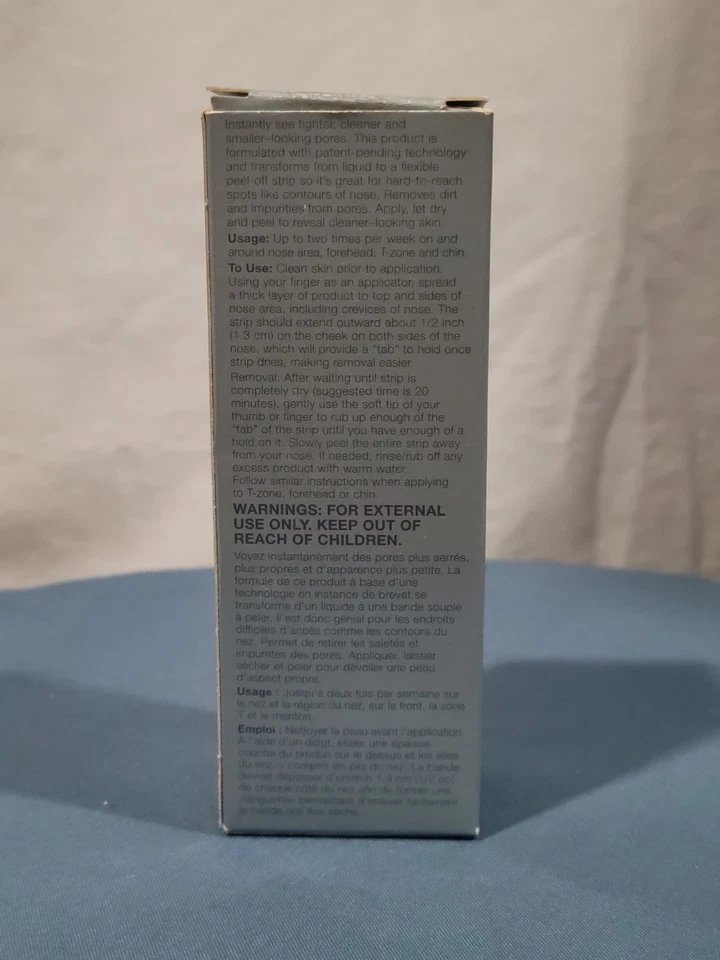 Instantly see tighter, cleaner and
smaller-looking pores. This product is
formulated with patent-pending technology
and transforms from liquid to a flexible
peel-off strip so it's great for hard-to-reach
spots like contours of nose. Removes dirt
and impurities from pores. Apply, let dry
and peel to reveal cleaner-looking skin.
Usage: Up to two times per week on and
around nose area, forehead, T-zone and chin.
To Use: Clean skin prior to application.
Using your finger as an applicator, spread
a thick layer of product to top and sides of
nose area, including crevices of nose. The
strip should extend outward about 1/2 inch
(1.3 cm) on the cheek on both sides of the
nose, which will provide a "tab" to hold once
strip dries, making removal easier.
Removal: After waiting until strip is
completely dry (suggested time is 20
minutes), gently use the soft tip of your
thumb or finger to rub up enough of the
"tab" of the strip until you have enough of a
hold on it. Slowly peel the entire strip away
from your nose. If needed, rinse/rub off any
excess product with warm water.
Follow similar instructions when applying
to T-zone, forehead or chin.
WARNINGS: FOR EXTERNAL
USE ONLY. KEEP OUT OF
REACH OF CHILDREN.
Voyez instantanément des pores plus serrés,
plus propres et d'apparence plus petite. La
formule de ce produit à base d'une
technologie en instance de brevet se
transforme d'un liquide à une bande souple
à peler, il est donc génial pour les endroits
difficiles d'accès comme les contours du
nez. Permet de retirer les saletés et
impuretés des pores. Appliquer, laisser
sécher et peler pour dévoiler une peau
d'aspect propre.
Usage : Jusqu'à deux fois par semaine sur
le nez et la région du nez, sur le front, la zone
T et le menton.
Emploi : Nettoyer la peau avant l'application.
À l'aide d'un doigt, étaler une épaisse
couche du produit sur le dessus et les ailes
du nez, y compris les plis du nez. La bande
devrait dépasser d'environ 1,3 cm (1/2 po)
de chaque côté du nez afin de former une
«languette» permettant d'enlever facilement
la bande une fois sèche.